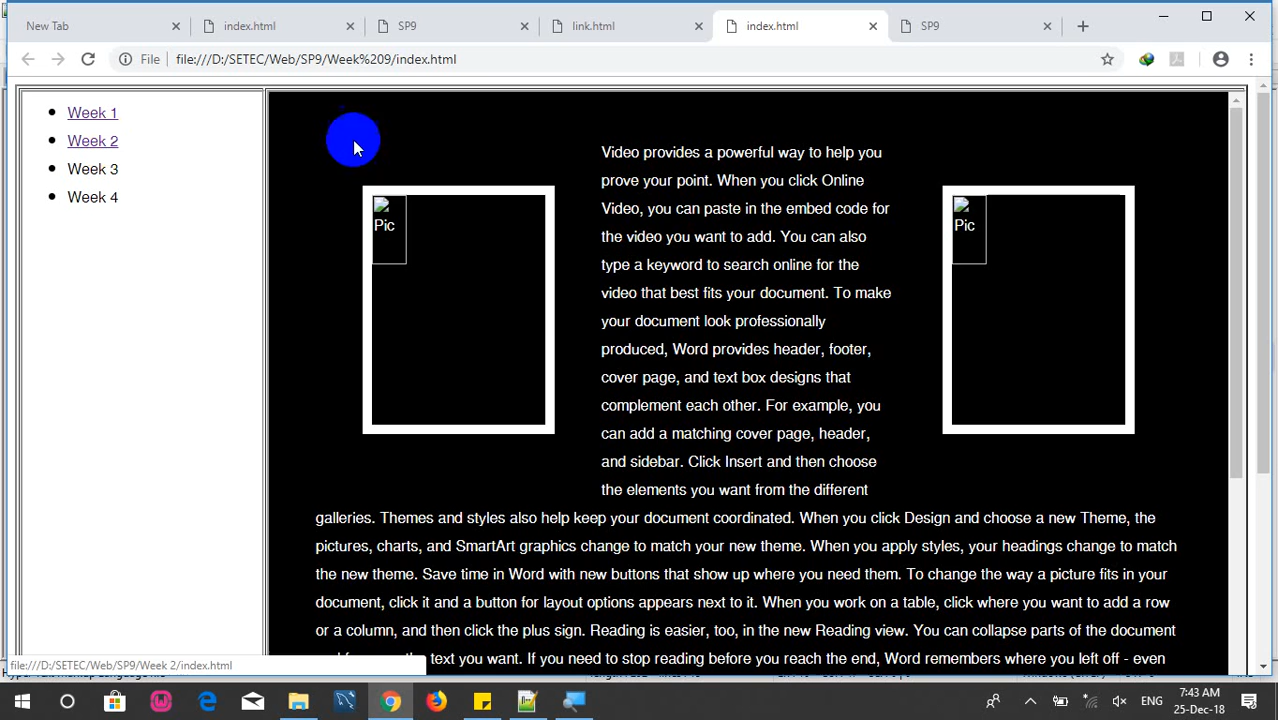 New Tab
index.html
SP9
link.html
index.html
SP9
File
file:///D:/SETEC/Web/SP9/Week%209/index.html
Week 1
Week 2
Week 3
Week 4
Pic
Pic
Video provides a powerful way to help you
prove your point. When you click Online
Video, you can paste in the embed code for
the video you want to add. You can also
type a keyword to search online for the
video that best fits your document. To make
your document look professionally
produced, Word provides header, footer,
cover page, and text box designs that
complement each other. For example, you
can add a matching cover page, header,
and sidebar. Click Insert and then choose
the elements you want from the different
galleries. Themes and styles also help keep your document coordinated. When you click Design and choose a new Theme, the
pictures, charts, and SmartArt graphics change to match your new theme. When you apply styles, your headings change to match
the new theme. Save time in Word with new buttons that show up where you need them. To change the way a picture fits in your
document, click it and a button for layout options appears next to it. When you work on a table, click where you want to add a row
or a column, and then click the plus sign. Reading is easier, too, in the new Reading view. You can collapse parts of the document
the text you want. If you need to stop reading before you reach the end, Word remembers where you left off - even
file:///D:/SETEC/Web/SP9/Week 2/index.html
ENG
7:43 AM
25-Dec-18